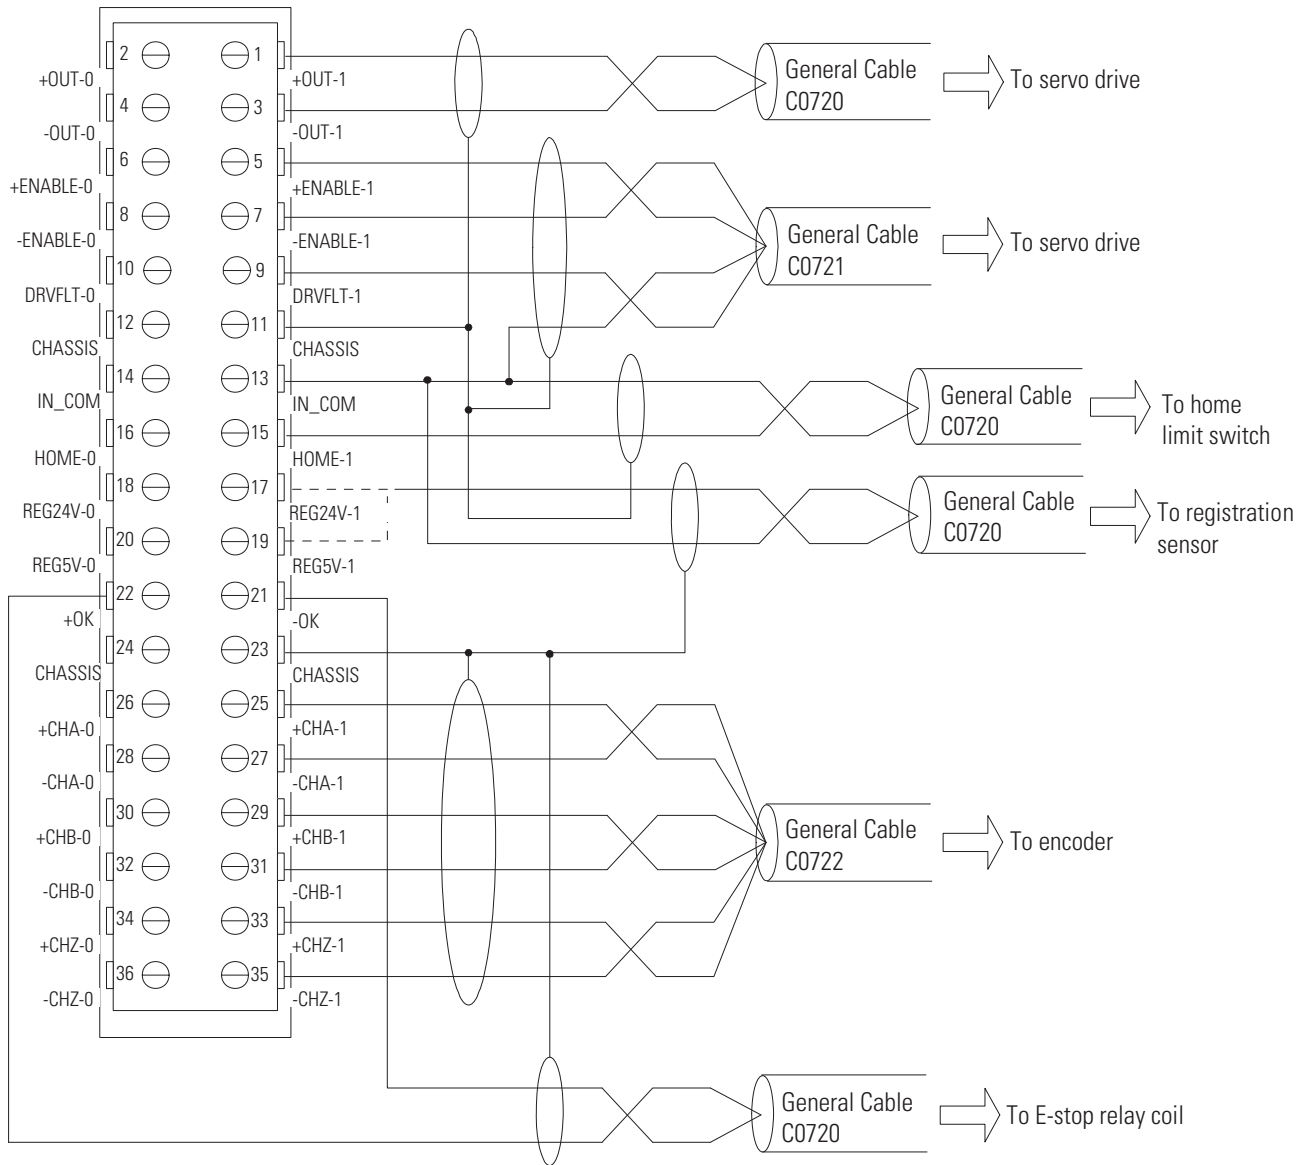 2 1
General Cable
C0720
To servo drive
+OUT-0 +OUT-1
4 3
-OUT-0 -OUT-1
6 5
+ENABLE-0 +ENABLE-1
8 7
General Cable
C0721
To servo drive
-ENABLE-0 -ENABLE-1
10 9
DRVFLT-0 DRVFLT-1
12 11
CHASSIS CHASSIS
14 13
General Cable
C0720
To home
limit switch
IN_COM IN_COM
16 15
HOME-0 HOME-1
18 17
General Cable
C0720
To registration
sensor
REG24V-0 REG24V-1
20 19
REG5V-0 REG5V-1
22 21
+OK -OK
24 23
CHASSIS CHASSIS
26 25
+CHA-0 +CHA-1
28 27
-CHA-0 -CHA-1
30 29
General Cable
C0722
To encoder
+CHB-0 +CHB-1
32 31
-CHB-0 -CHB-1
34 33
+CHZ-0 +CHZ-1
36 35
-CHZ-0 -CHZ-1
General Cable
C0720
To E-stop relay coil